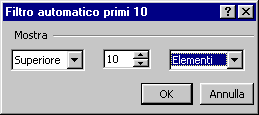 Filtro automatico primi 10
Mostra
Superiore 10 Elementi
OK Annulla